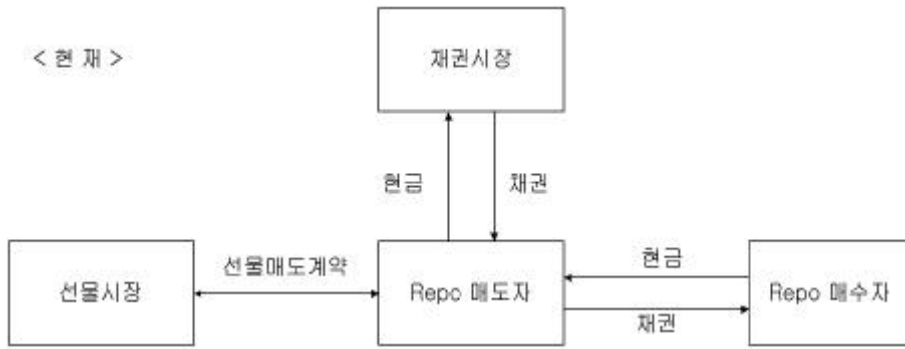 < 현 재 >
채권시장
현금
채권
선물시장
선물매도계약
Repo 매도자
현금
채권
Repo 매수자